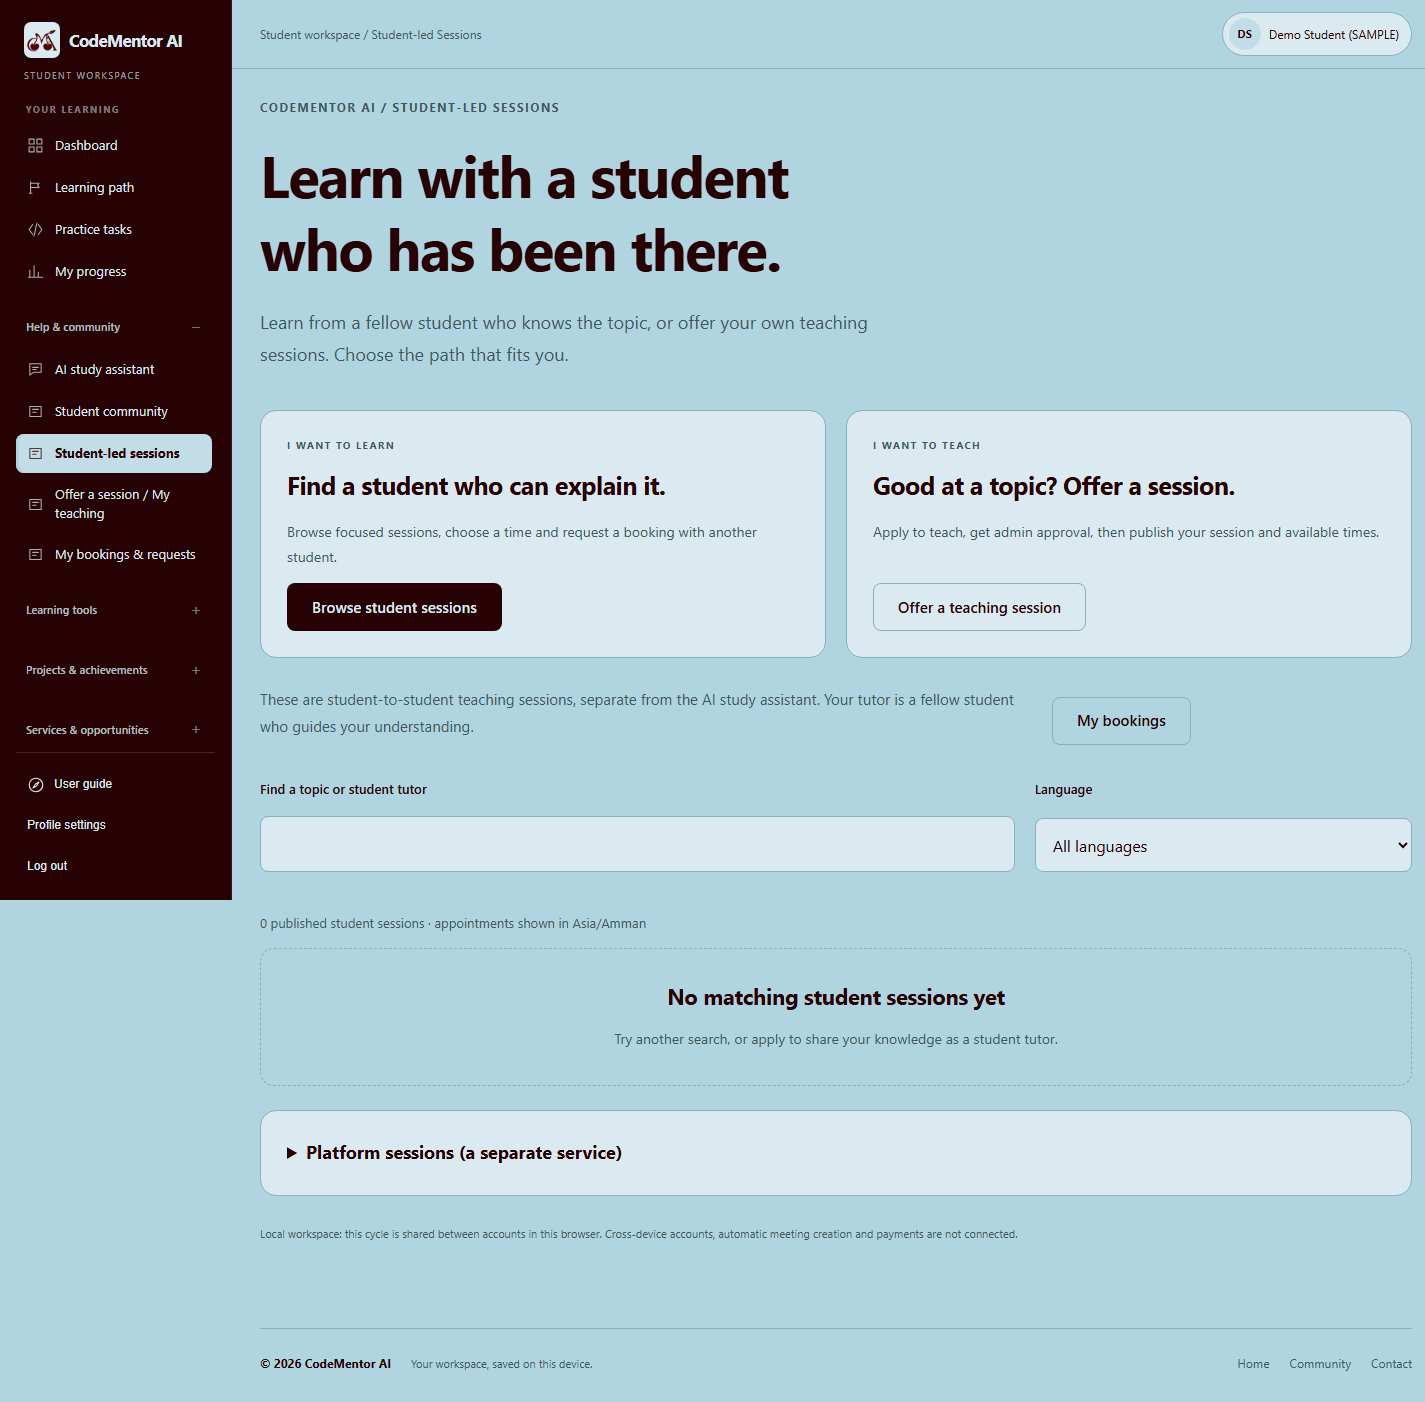 CodeMentor AI
STUDENT WORKSPACE
YOUR LEARNING
Dashboard
Learning path
Practice tasks
My progress
Help & community
AI study assistant
Student community
Student-led sessions
Offer a session / My
teaching
My bookings & requests
Learning tools
Projects & achievements
Services & opportunities
User guide
Profile settings
Log out
Student workspace / Student-led Sessions
DS Demo Student (SAMPLE)
CODEMENTOR AI / STUDENT-LED SESSIONS
Learn with a student
who has been there.
Learn from a fellow student who knows the topic, or offer your own teaching
sessions. Choose the path that fits you.
I WANT TO LEARN
Find a student who can explain it.
Browse focused sessions, choose a time and request a booking with another
student.
Browse student sessions
I WANT TO TEACH
Good at a topic? Offer a session.
Apply to teach, get admin approval, then publish your session and available times.
Offer a teaching session
These are student-to-student teaching sessions, separate from the AI study assistant. Your tutor is a fellow student
who guides your understanding.
My bookings
Find a topic or student tutor
Language
All languages
0 published student sessions · appointments shown in Asia/Amman
No matching student sessions yet
Try another search, or apply to share your knowledge as a student tutor.
Platform sessions (a separate service)
Local workspace: this cycle is shared between accounts in this browser. Cross-device accounts, automatic meeting creation and payments are not connected.
© 2026 CodeMentor AI Your workspace, saved on this device.
Home Community Contact